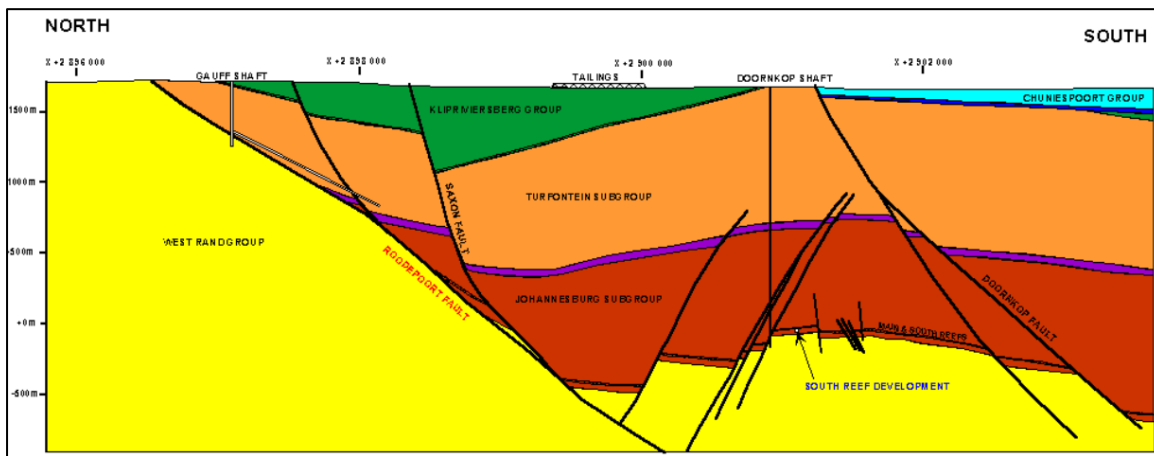 NORTH
SOUTH
X +2 896 000
X +2 898 000
X +2 900 000
X +2 902 000
GAUFF SHAFT
TAILINGS
DOORNKOP SHAFT
CHUNIESPOORT GROUP
KLIPRIVIERSBERG GROUP
1500m
1000m
TURFONTEIN SUBGROUP
SAXON FAULT
WEST RAND GROUP
+500m
ROODEPOORT FAULT
JOHANNESBURG SUBGROUP
DOORNKOP FAULT
+0m
MAIN & SOUTH REEFS
SOUTH REEF DEVELOPMENT
-500m